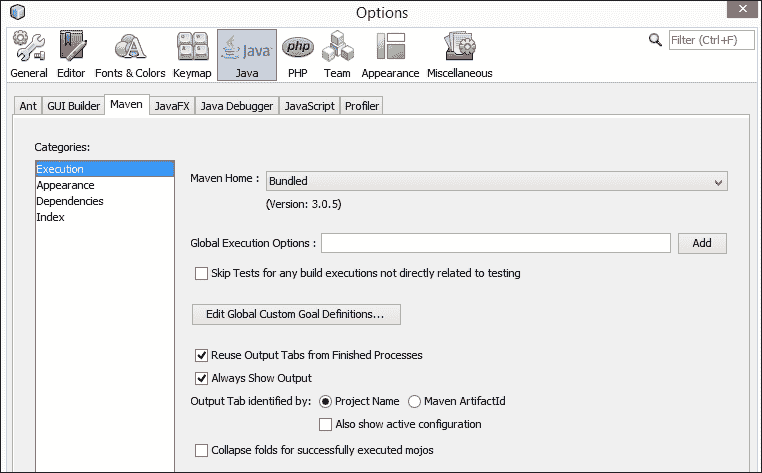 Options
Filter (Ctrl+F)
General Editor Fonts & Colors Keymap Java PHP Team Appearance Miscellaneous
Ant GUI Builder Maven JavaFX Java Debugger JavaScript Profiler
Categories:
Execution
Appearance
Dependencies
Index
Maven Home : Bundled
(Version: 3.0.5)
Global Execution Options : Add
Skip Tests for any build executions not directly related to testing
Edit Global Custom Goal Definitions...
Reuse Output Tabs from Finished Processes
Always Show Output
Output Tab identified by: Project Name Maven ArtifactId
Also show active configuration
Collapse folds for successfully executed mojos